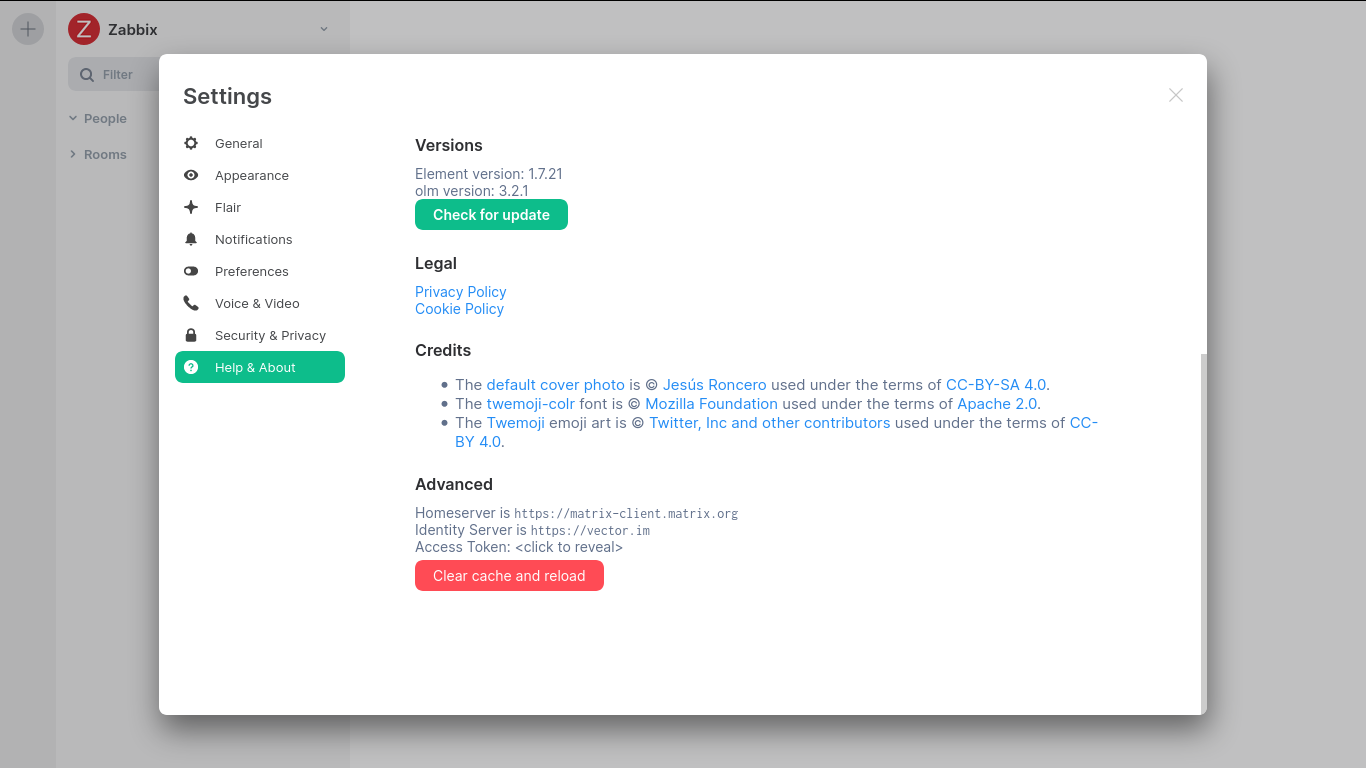 Z Zabbix
Filter
People
Rooms
Settings
General
Appearance
Flair
Notifications
Preferences
Voice & Video
Security & Privacy
? Help & About
Versions
Element version: 1.7.21
olm version: 3.2.1
Check for update
Legal
Privacy Policy
Cookie Policy
Credits
• The default cover photo is © Jesús Roncero used under the terms of CC-BY-SA 4.0.
• The twemoji-colr font is © Mozilla Foundation used under the terms of Apache 2.0.
• The Twemoji emoji art is © Twitter, Inc and other contributors used under the terms of CC-
BY 4.0.
Advanced
Homeserver is https://matrix-client.matrix.org
Identity Server is https://vector.im
Access Token: <click to reveal>
Clear cache and reload